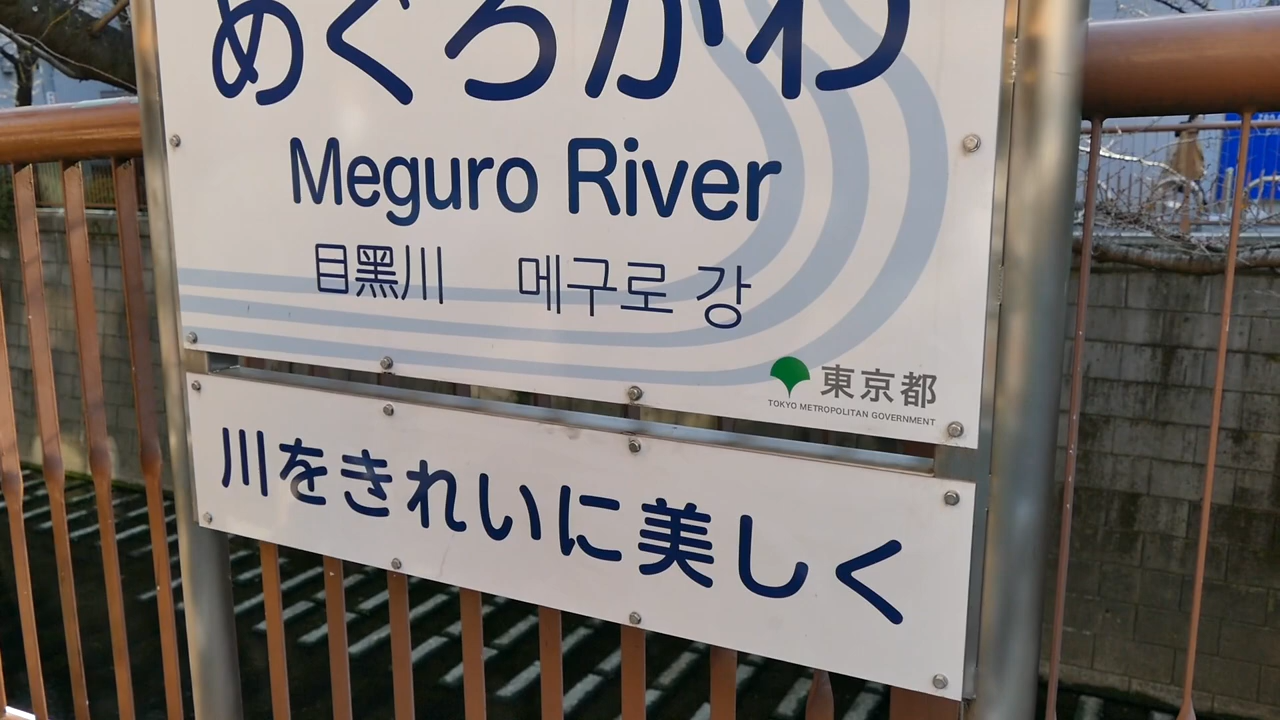 めぐろがわ
Meguro River
目黑川 메구로 강
東京都
TOKYO METROPOLITAN GOVERNMENT
川をきれいに美しく